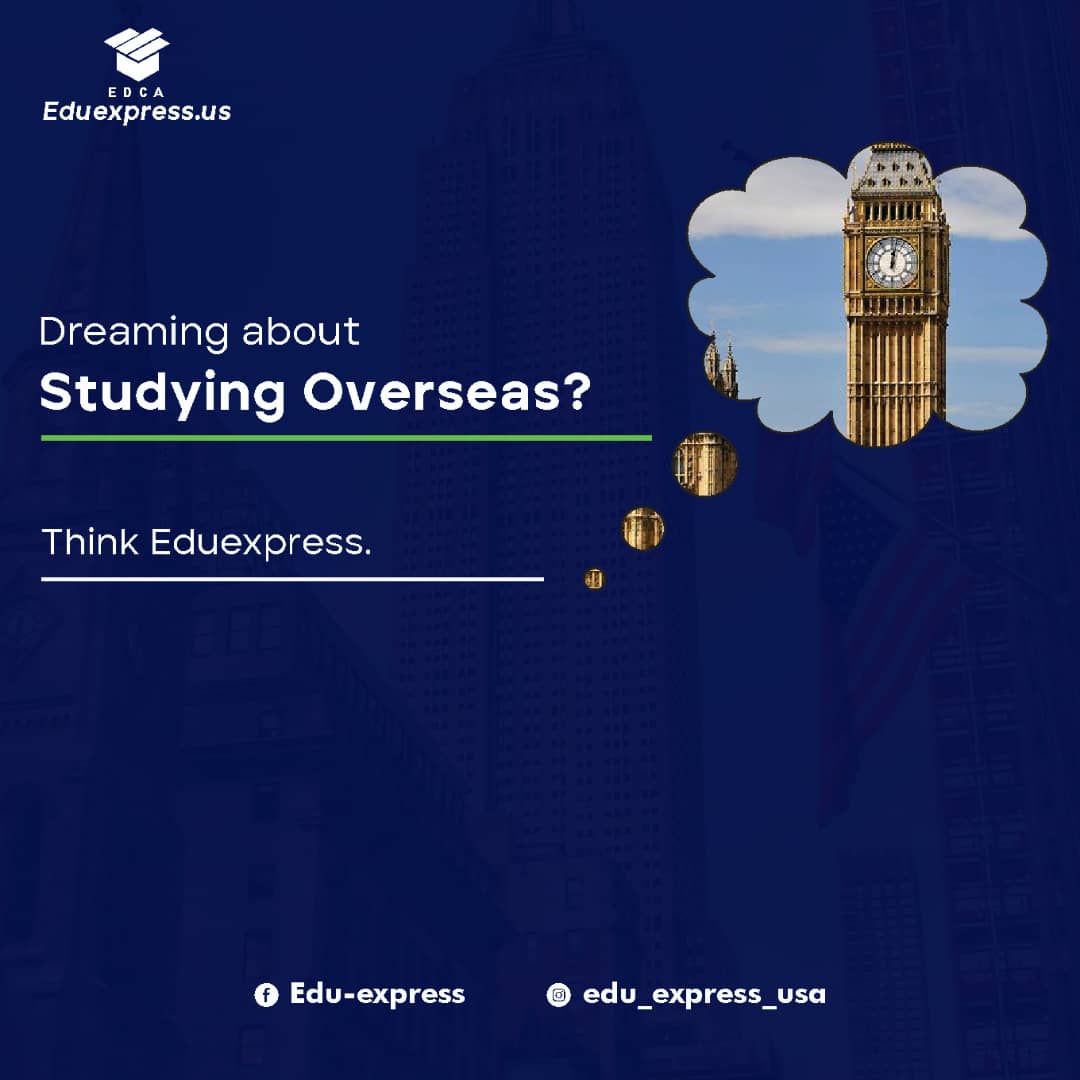 EDCA
Eduexpress.us
Dreaming about
Studying Overseas?
Think Eduexpress.
Edu-express
edu_express_usa